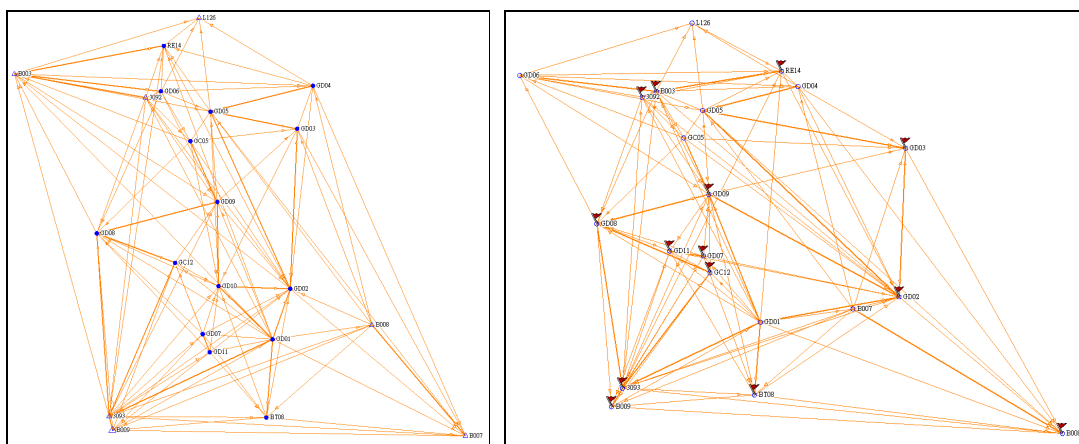 L126
RE14
B003
GD06
3092
GD04
GD05
GD03
GC05
GD09
GD08
GC12
GD10
GD02
B008
GD07
GD01
GD11
3093
BT08
B009
B007
L126
RE14
GD06
GD04
B003
3092
GD05
GC05
GD03
GD09
GD08
GD11
GD07
GC12
GD02
B007
GD01
3093
BT08
B009
B008